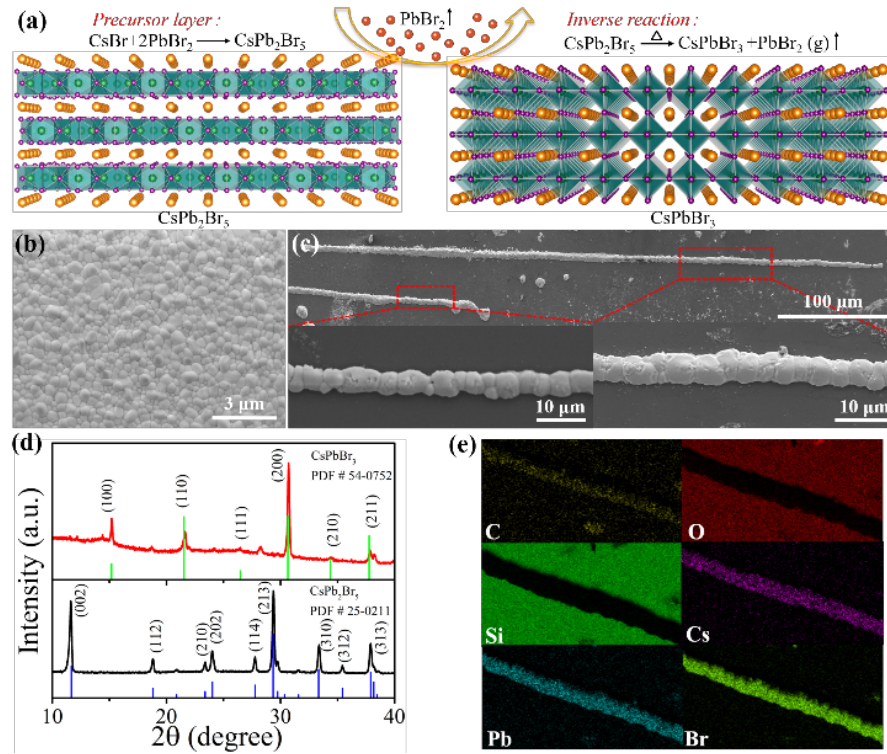 (a)
Precursor layer :
CsBr+2PbBr₂ → CsPb₂Br₅
PbBr₂↑
Inverse reaction :
CsPb₂Br₅ △→ CsPbBr₃ +PbBr₂ (g) ↑
CsPb₂Br₅
CsPbBr₃
(b)
3 μm
(c)
100 μm
10 μm
10 μm
(d)
CsPbBr₃
PDF # 54-0752
(100)
(110)
(111)
(200)
(210)
(211)
CsPb₂Br₅
PDF # 25-0211
(002)
(112)
(210)
(202)
(114)
(213)
(310)
(312)
(313)
Intensity (a.u.)
10 20 30 40
2θ (degree)
(e)
C
O
Si
Cs
Pb
Br